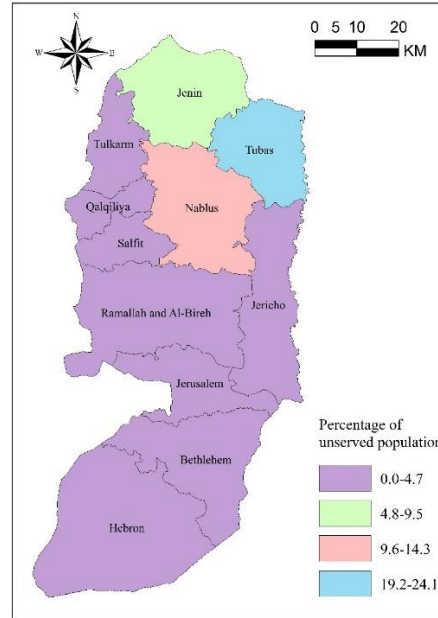 N
W E
S
0 5 10 20
KM
Jenin
Tulkarm
Tubas
Qalqiliya
Nablus
Salfit
Jericho
Ramallah and Al-Bireh
Jerusalem
Bethlehem
Hebron
Percentage of
unserved population
0.0-4.7
4.8-9.5
9.6-14.3
19.2-24.1